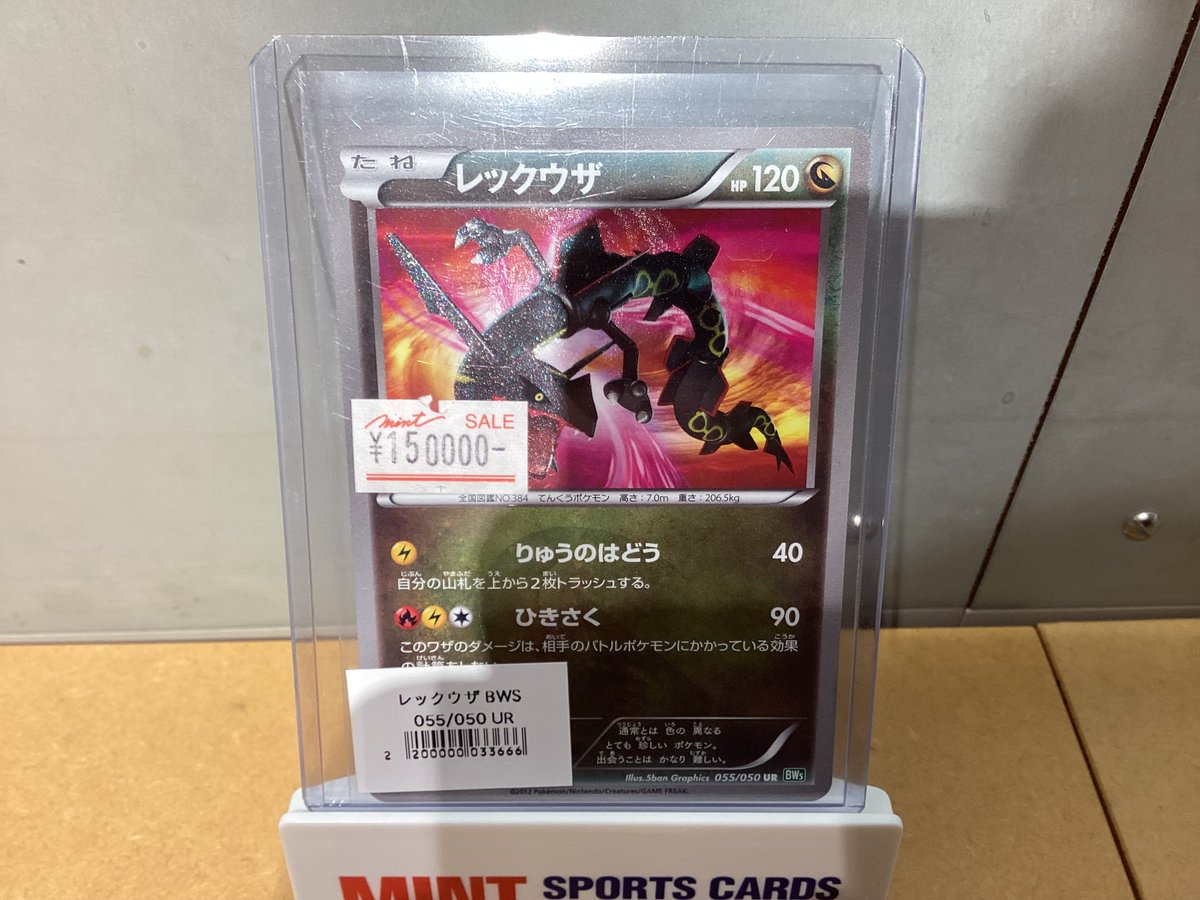 たね
レックウザ
HP 120
mint SALE
¥150000-
全国図鑑NO.384 てんくうポケモン 高さ:7.0m 重さ:206.5kg
りゅうのはどう 40
自分の山札を上から2枚トラッシュする。
ひきさく 90
このワザのダメージは、相手のバトルポケモンにかかっている効果
の計算をしない。
レックウザ BWS
055/050 UR
2 200000 033666
通常とは 色の 異なる
とても 珍しい ポケモン。
出会うことは かなり 難しい。
Illus.5ban Graphics 055/050 UR BWs
©2012 Pokémon/Nintendo/Creatures/GAME FREAK.
MINT SPORTS CARDS